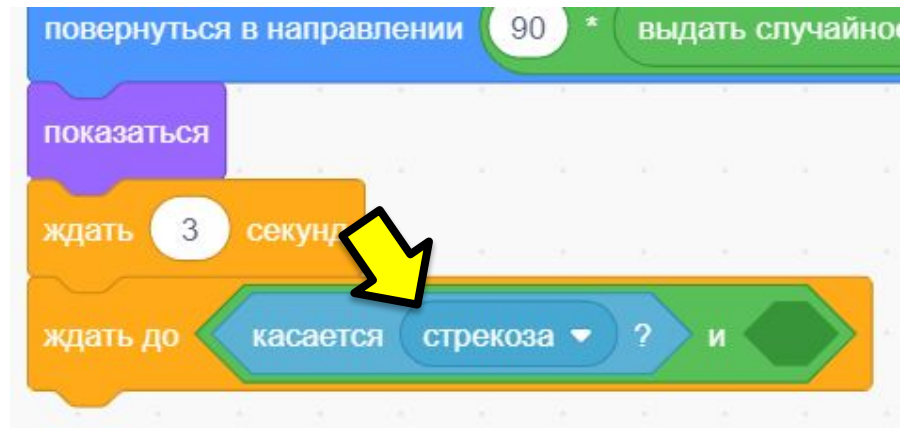 повернуться в направлении 90 * выдать случайное
показаться
ждать 3 секунд
ждать до касается стрекоза ? и